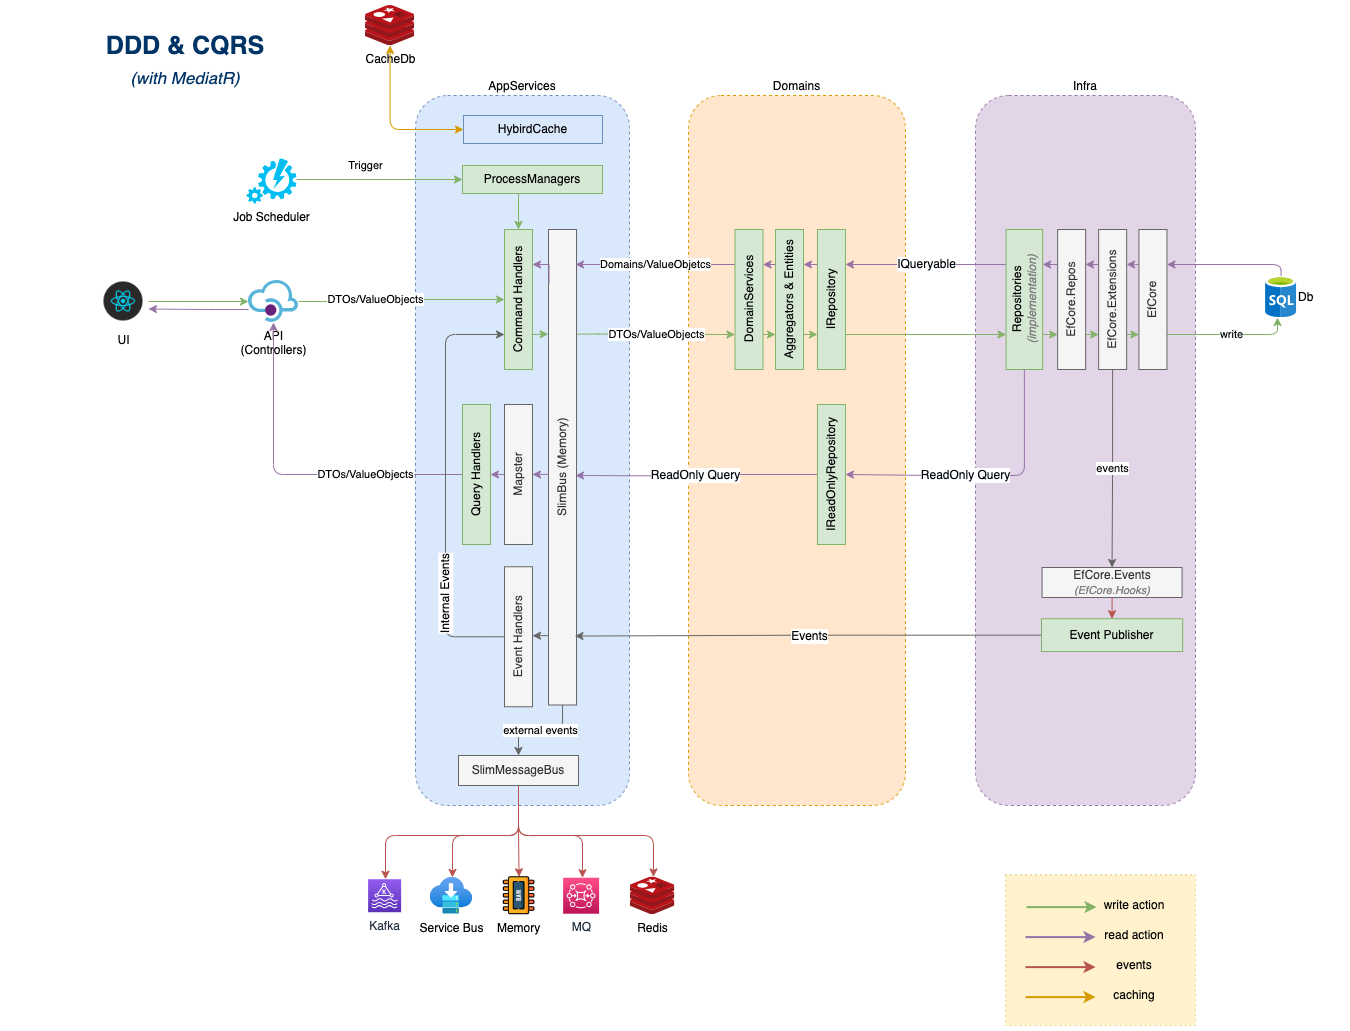 DDD & CQRS
(with MediatR)
CacheDb
AppServices
Domains
Infra
HybirdCache
Trigger
ProcessManagers
Job Scheduler
Command Handlers
SlimBus (Memory)
Domains/ValueObjetcs
DomainServices
Aggregators & Entities
IRepository
IQueryable
Repositories
(implementation)
EfCore.Repos
EfCore.Extensions
EfCore
SQL
Db
UI
API
(Controllers)
DTOs/ValueObjects
DTOs/ValueObjects
write
Query Handlers
Mapster
DTOs/ValueObjects
ReadOnly Query
IReadOnlyRepository
ReadOnly Query
events
Internal Events
Event Handlers
Events
EfCore.Events
(EfCore.Hooks)
Event Publisher
external events
SlimMessageBus
RAM
Kafka
Service Bus
Memory
MQ
Redis
write action
read action
events
caching